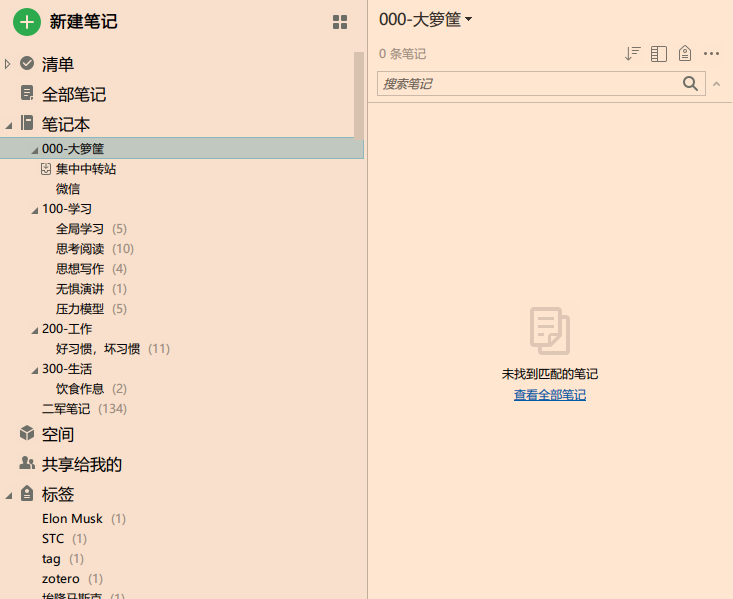 新建笔记
清单
全部笔记
笔记本
000-大箩筐
集中中转站
微信
100-学习
全局学习 (5)
思考阅读 (10)
思想写作 (4)
无惧演讲 (1)
压力模型 (5)
200-工作
好习惯，坏习惯 (11)
300-生活
饮食作息 (2)
二军笔记 (134)
空间
共享给我的
标签
Elon Musk (1)
STC (1)
tag (1)
zotero (1)
埃隆马斯克 (1)
000-大箩筐
0 条笔记
搜索笔记
未找到匹配的笔记
查看全部笔记